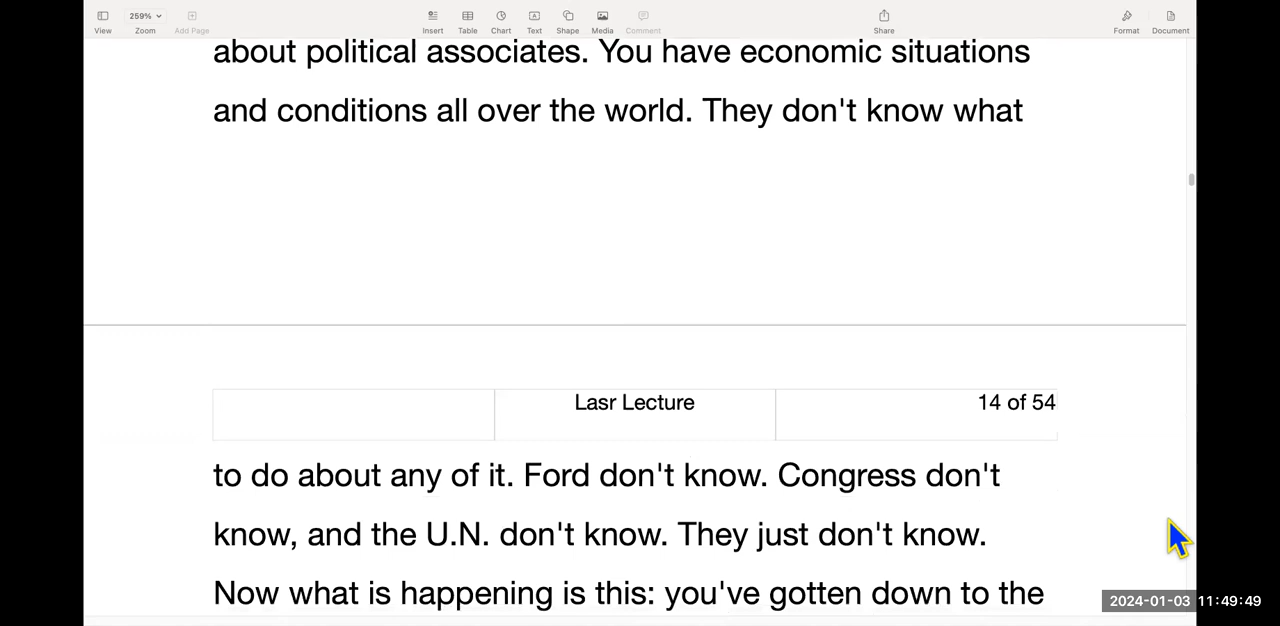 259%
View
Zoom
Add Page
Insert
Table
Chart
Text
Shape
Media
Comment
Share
Format
Document
about political associates. You have economic situations
and conditions all over the world. They don't know what
Lasr Lecture
14 of 54
to do about any of it. Ford don't know. Congress don't
know, and the U.N. don't know. They just don't know.
Now what is happening is this: you've gotten down to the
2024-01-03 11:49:49